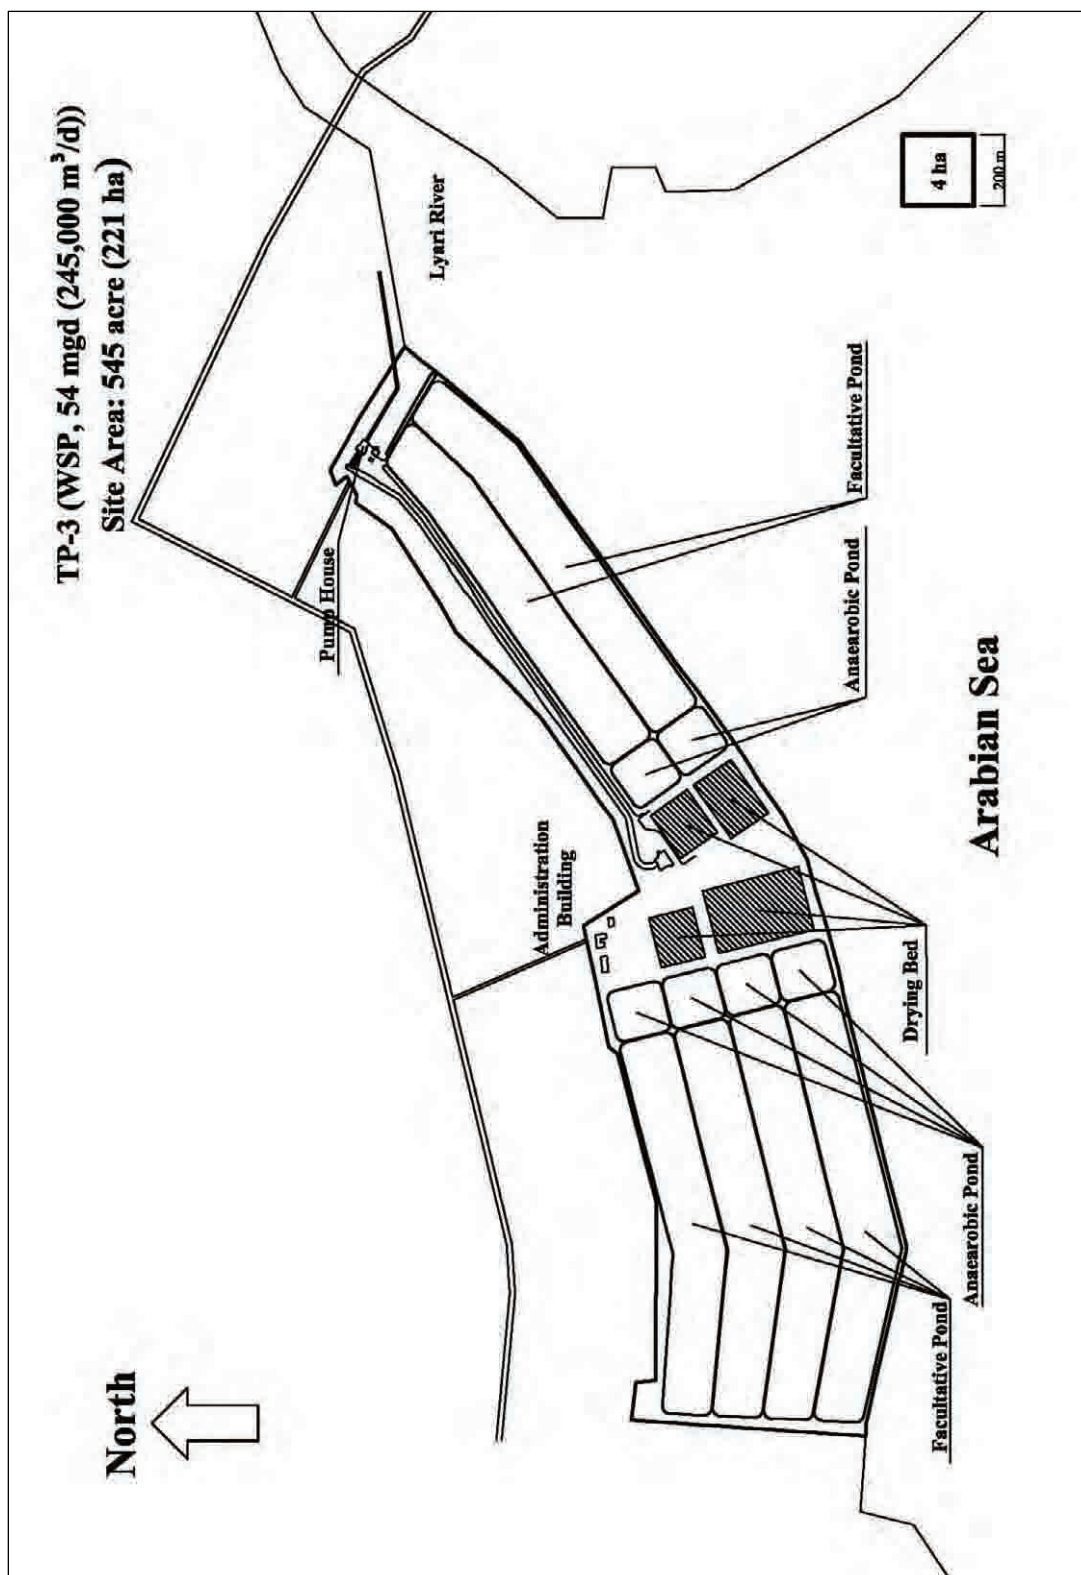 TP-3 (WSP, 54 mgd (245,000 m³/d))
Site Area: 545 acre (221 ha)
North
Pump House
Lyari River
Administration
Building
4 ha
200 m
Facultative Pond
Anaearobic Pond
Drying Bed
Anaearobic Pond
Facultative Pond
Arabian Sea